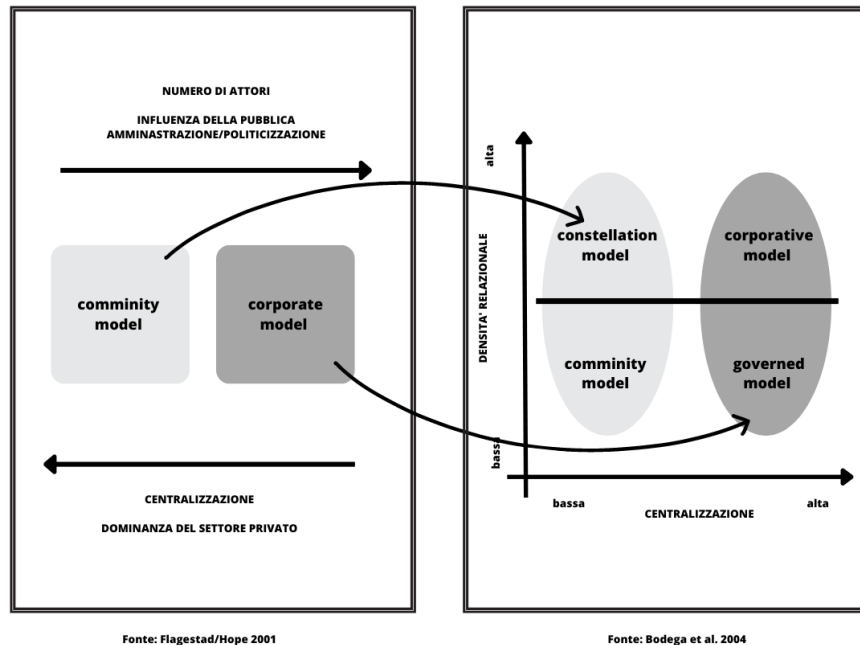 NUMERO DI ATTORI
INFLUENZA DELLA PUBBLICA
AMMINASTRAZIONE/POLITICIZZAZIONE
comminity
model
corporate
model
CENTRALIZZAZIONE
DOMINANZA DEL SETTORE PRIVATO
Fonte: Flagestad/Hope 2001
alta
DENSITA' RELAZIONALE
bassa
constellation
model
corporative
model
comminity
model
governed
model
bassa
CENTRALIZZAZIONE
alta
Fonte: Bodega et al. 2004